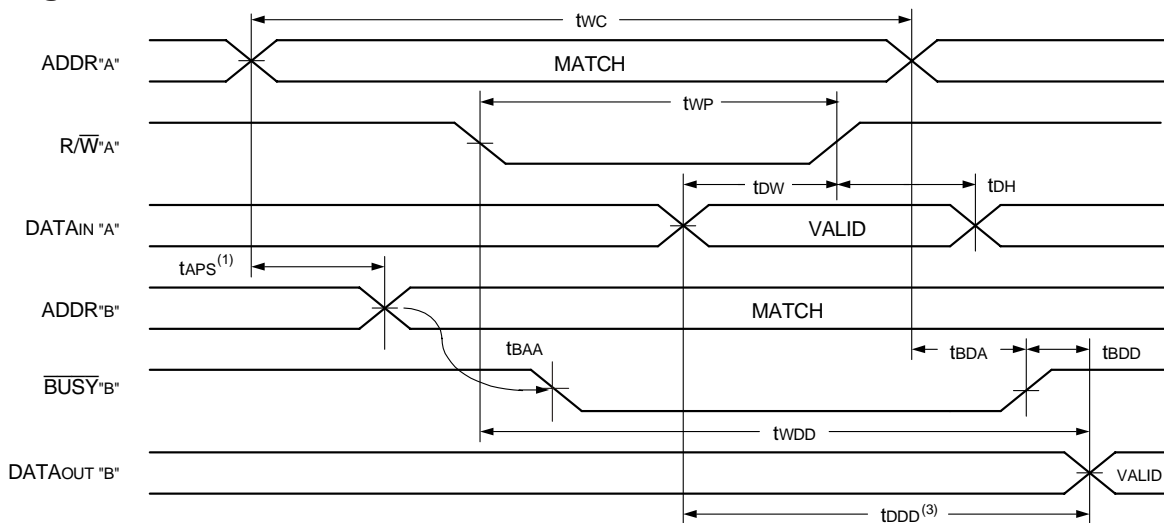 tWC
ADDR"A" MATCH
tWP
R/W̅"A"
tDW tDH
DATAIN "A" VALID
tAPS(1)
ADDR"B" MATCH
tBAA tBDA tBDD
B̅U̅S̅Y̅"B"
tWDD
DATAOUT "B" VALID
tDDD(3)